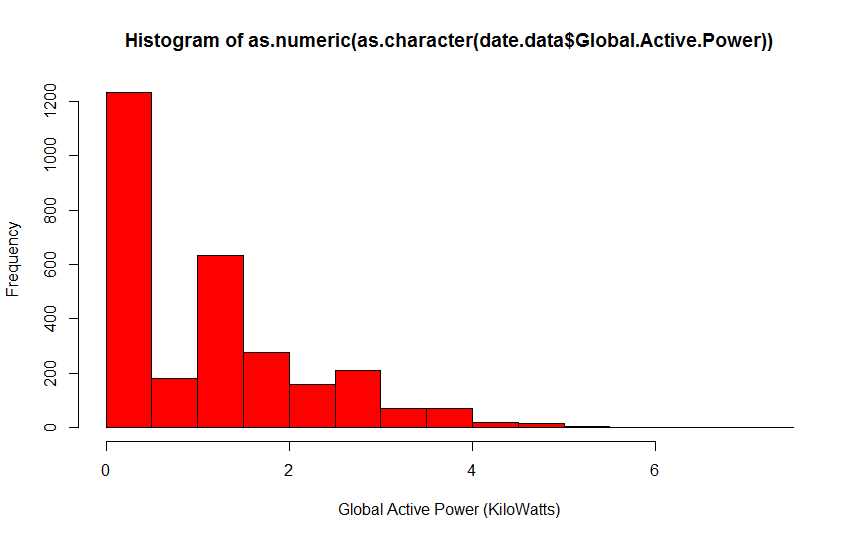 Histogram of as.numeric(as.character(date.data$Global.Active.Power))
1200
1000
800
600
400
200
0
Frequency
0 2 4 6
Global Active Power (KiloWatts)